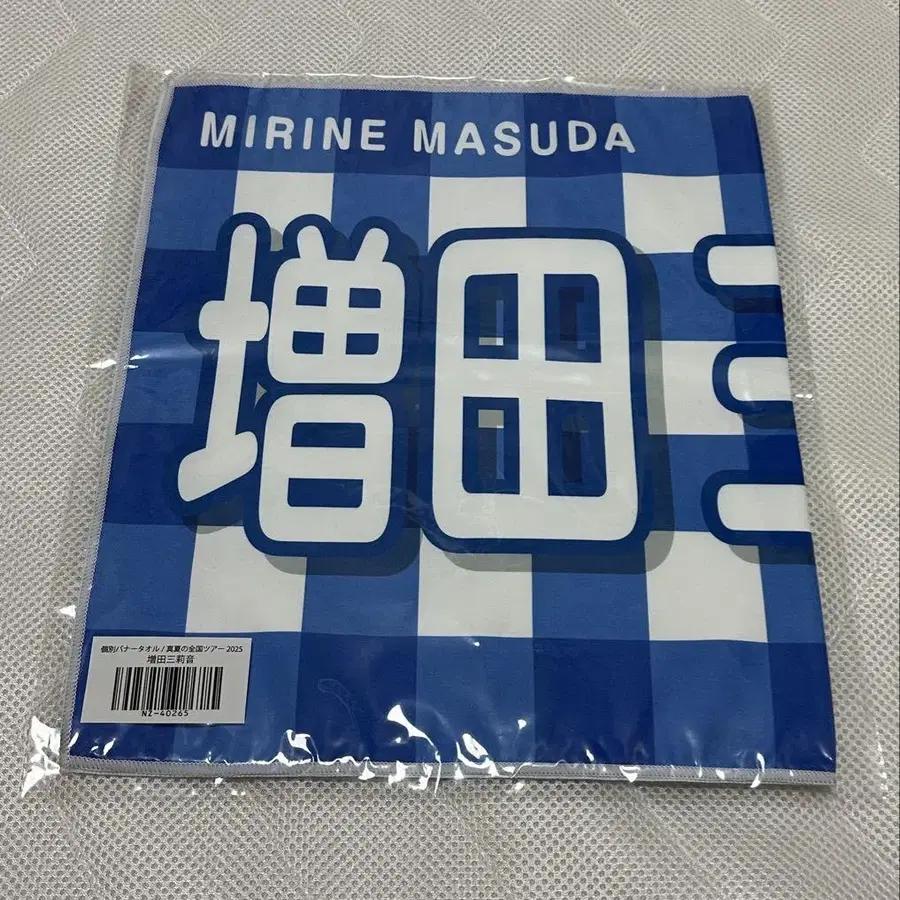 MIRINE MASUDA
増田三
個別バナータオル / 真夏の全国ツアー 2025
増田三莉音
NZ-40265